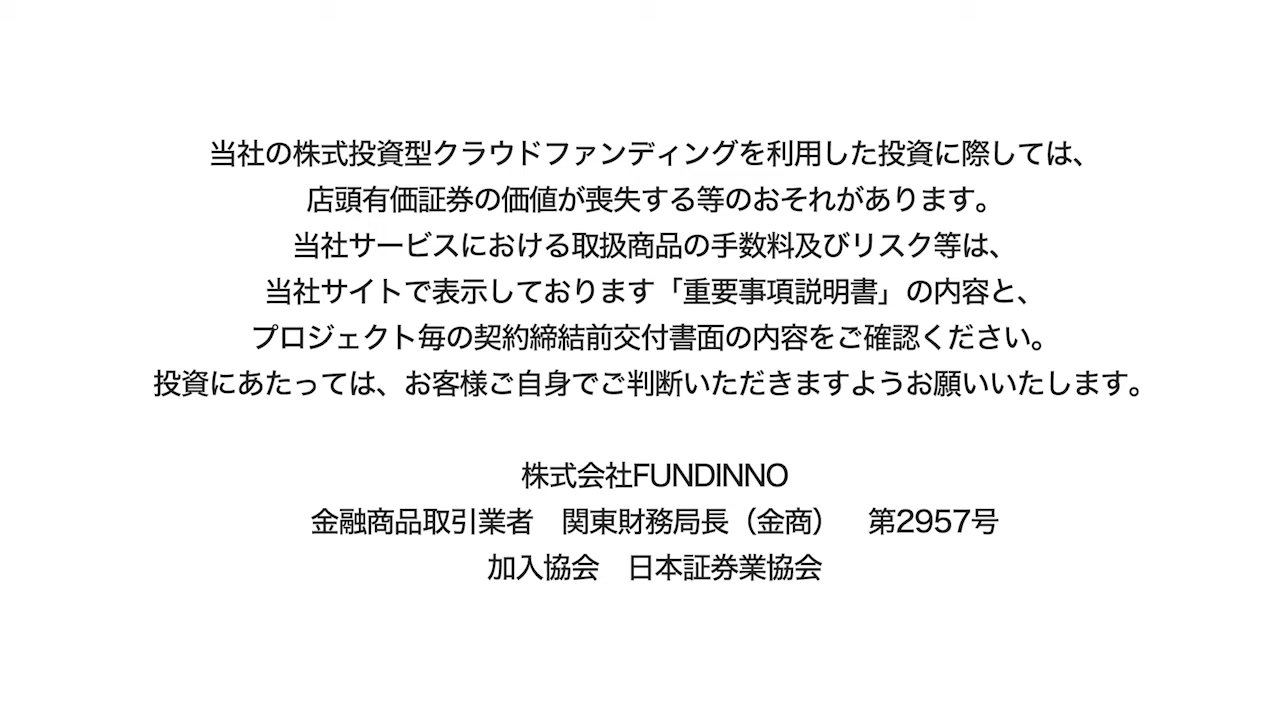 当社の株式投資型クラウドファンディングを利用した投資に際しては、
店頭有価証券の価値が喪失する等のおそれがあります。
当社サービスにおける取扱商品の手数料及びリスク等は、
当社サイトで表示しております「重要事項説明書」の内容と、
プロジェクト毎の契約締結前交付書面の内容をご確認ください。
投資にあたっては、お客様ご自身でご判断いただきますようお願いいたします。
株式会社FUNDINNO
金融商品取引業者　関東財務局長（金商）　第2957号
加入協会　日本証券業協会